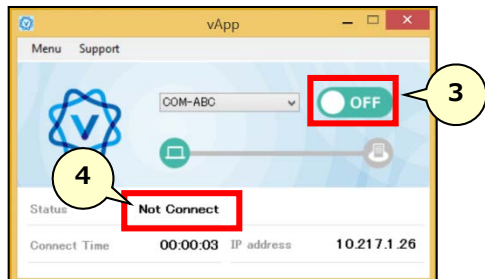 vApp
Menu Support
COM-ABC
OFF
3
4
Status Not Connect
Connect Time 00:00:03 IP address 10.217.1.26